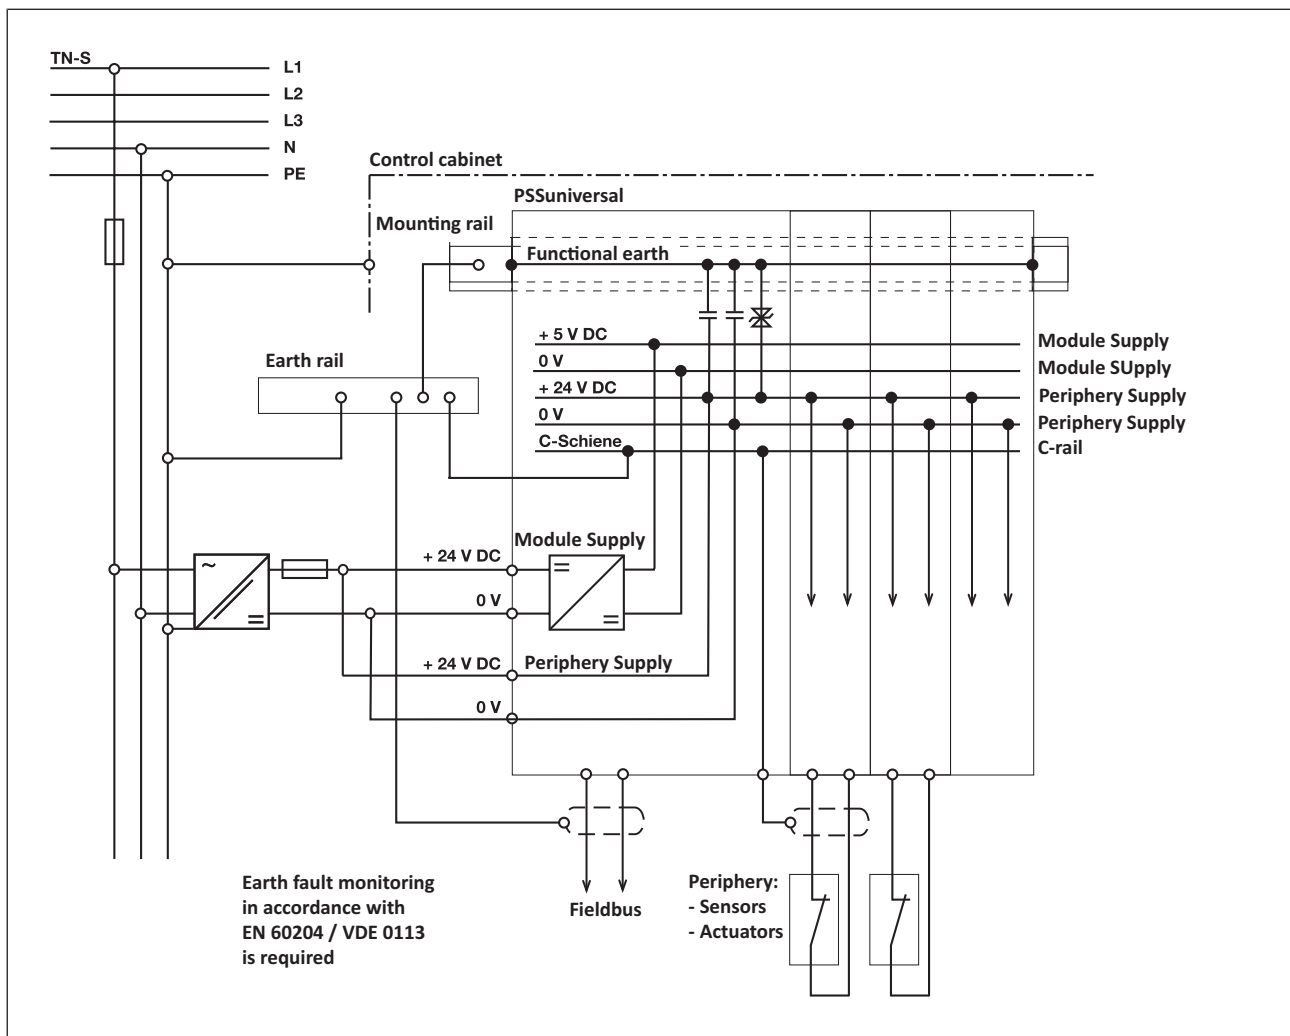 TN-S
L1
L2
L3
N
PE
Control cabinet
PSSuniversal
Mounting rail
Functional earth
+ 5 V DC
Module Supply
0 V
Module SUpply
Earth rail
+ 24 V DC
Periphery Supply
0 V
Periphery Supply
C-Schiene
C-rail
Module Supply
+ 24 V DC
~
=
=
=
0 V
+ 24 V DC
Periphery Supply
0 V
Earth fault monitoring
in accordance with
EN 60204 / VDE 0113
is required
Fieldbus
Periphery:
- Sensors
- Actuators